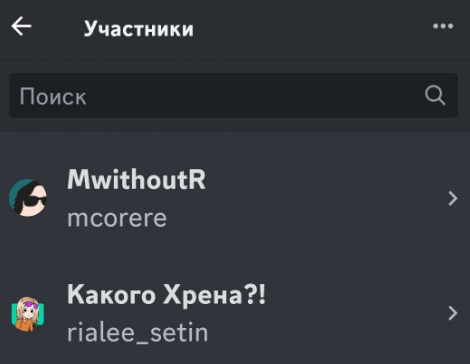 Участники
Поиск
MwithoutR
mcorere
Какого Хрена?!
rialee_setin